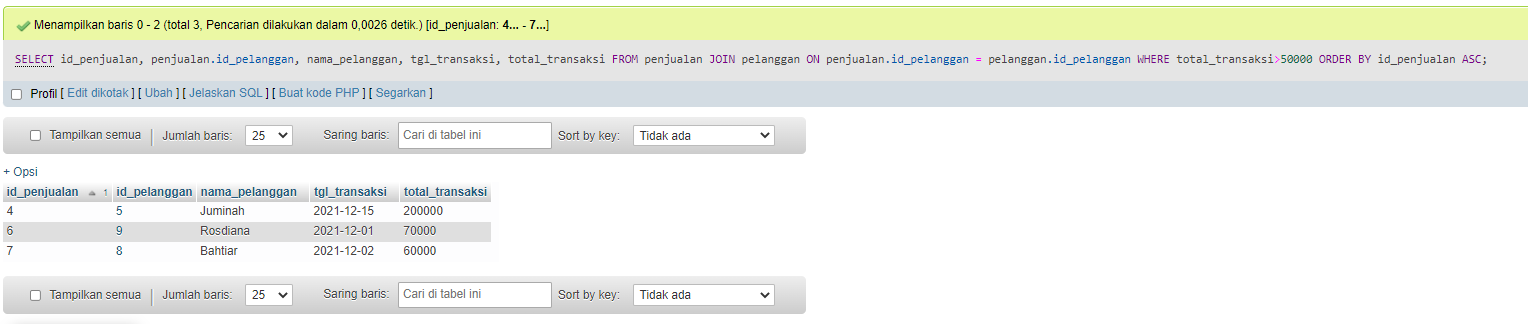 Menampilkan baris 0 - 2 (total 3, Pencarian dilakukan dalam 0,0026 detik.) [id_penjualan: 4... - 7...]
SELECT id_penjualan, penjualan.id_pelanggan, nama_pelanggan, tgl_transaksi, total_transaksi FROM penjualan JOIN pelanggan ON penjualan.id_pelanggan = pelanggan.id_pelanggan WHERE total_transaksi>50000 ORDER BY id_penjualan ASC;
Profil [ Edit dikotak ] [ Ubah ] [ Jelaskan SQL ] [ Buat kode PHP ] [ Segarkan ]
Tampilkan semua | Jumlah baris: 25 Saring baris: Cari di tabel ini Sort by key: Tidak ada
+ Opsi
id_penjualan 1 id_pelanggan nama_pelanggan tgl_transaksi total_transaksi
4 5 Juminah 2021-12-15 200000
6 9 Rosdiana 2021-12-01 70000
7 8 Bahtiar 2021-12-02 60000
Tampilkan semua | Jumlah baris: 25 Saring baris: Cari di tabel ini Sort by key: Tidak ada